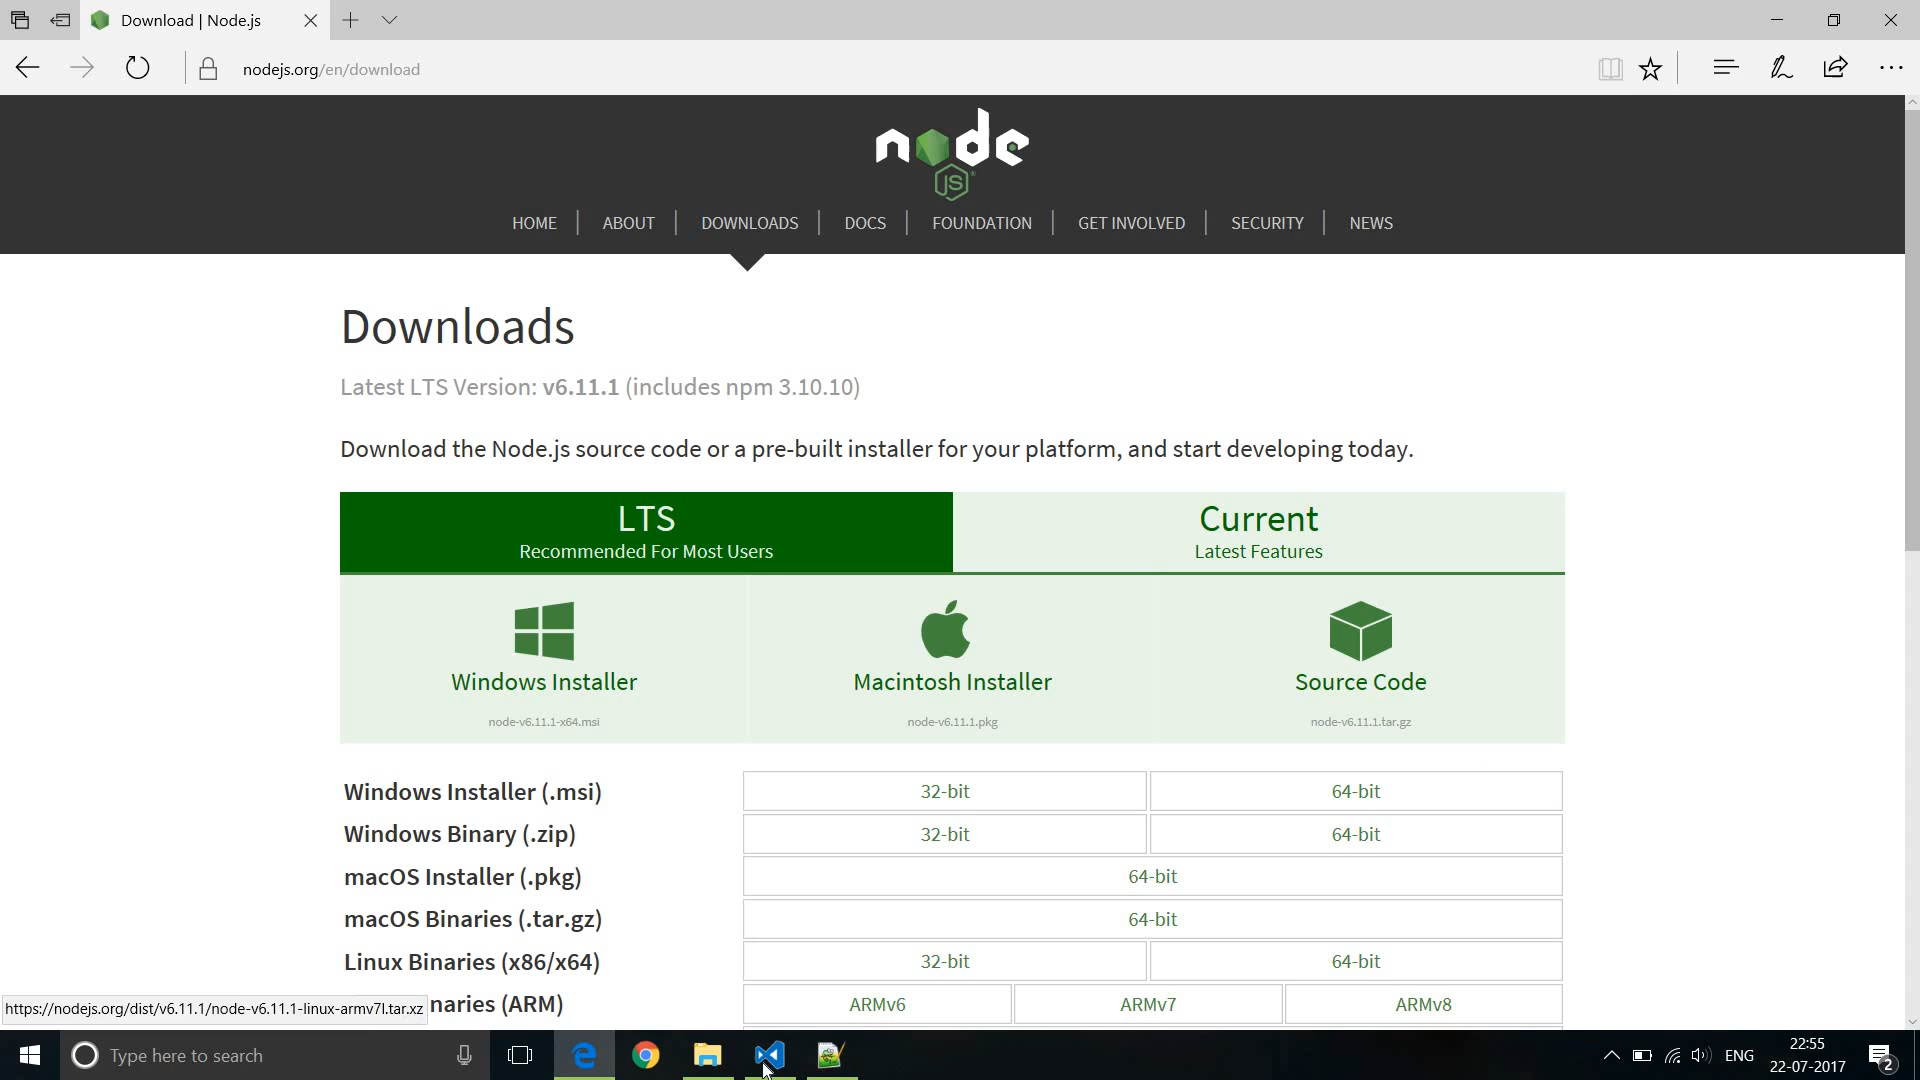 Download | Node.js
nodejs.org/en/download
node
JS
HOME
ABOUT
DOWNLOADS
DOCS
FOUNDATION
GET INVOLVED
SECURITY
NEWS
Downloads
Latest LTS Version: v6.11.1 (includes npm 3.10.10)
Download the Node.js source code or a pre-built installer for your platform, and start developing today.
LTS
Recommended For Most Users
Current
Latest Features
Windows Installer
node-v6.11.1-x64.msi
Macintosh Installer
node-v6.11.1.pkg
Source Code
node-v6.11.1.tar.gz
Windows Installer (.msi) 32-bit 64-bit
Windows Binary (.zip) 32-bit 64-bit
macOS Installer (.pkg) 64-bit
macOS Binaries (.tar.gz) 64-bit
Linux Binaries (x86/x64) 32-bit 64-bit
naries (ARM) ARMv6 ARMv7 ARMv8
https://nodejs.org/dist/v6.11.1/node-v6.11.1-linux-armv7l.tar.xz
Type here to search
ENG
22:55
22-07-2017
2